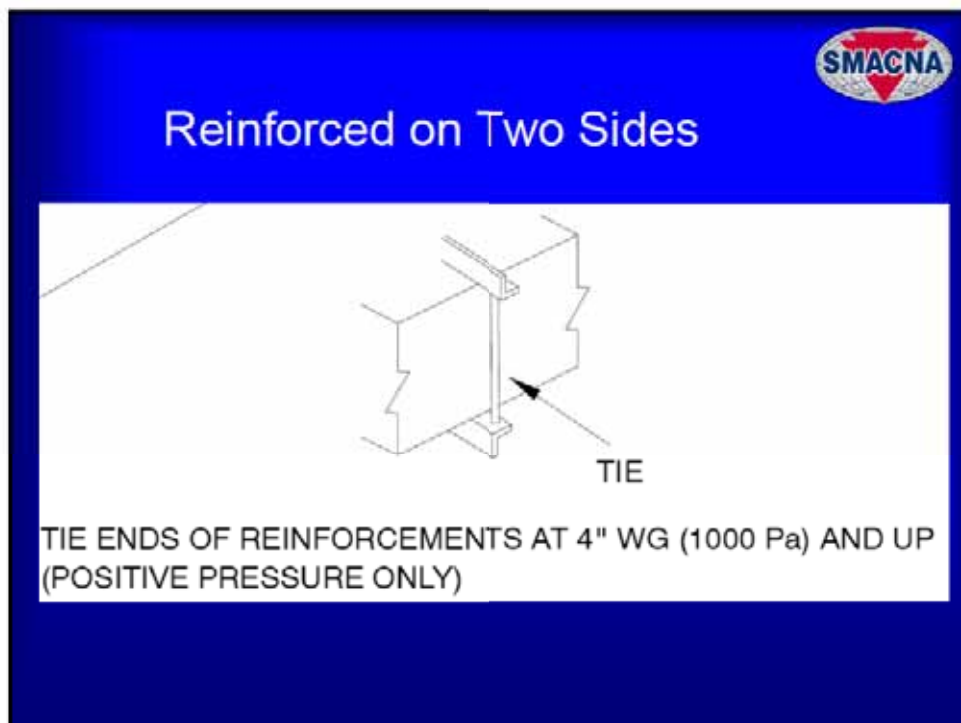 SMACNA
Reinforced on Two Sides
TIE
TIE ENDS OF REINFORCEMENTS AT 4" WG (1000 Pa) AND UP
(POSITIVE PRESSURE ONLY)